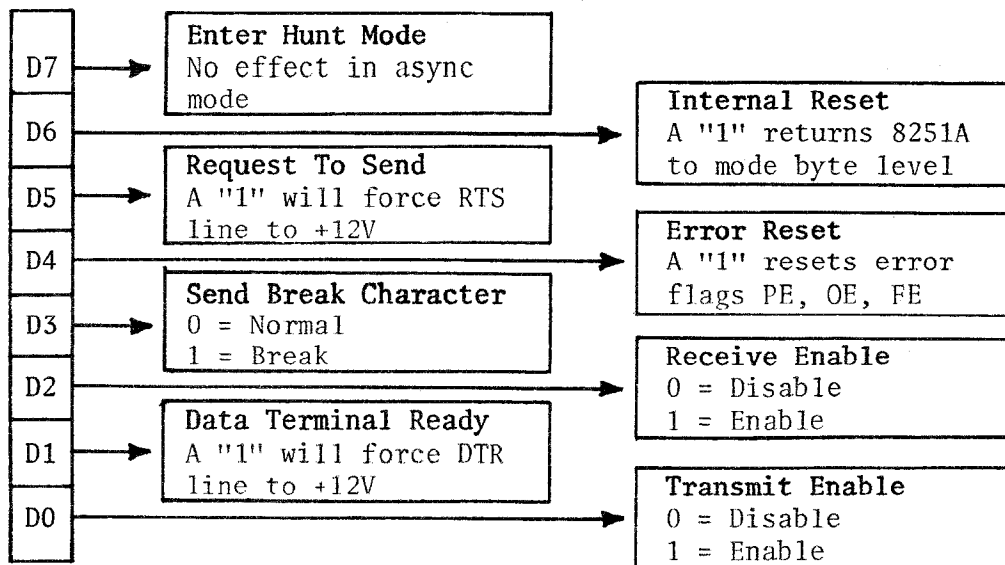 D7
Enter Hunt Mode
No effect in async
mode
D6
Internal Reset
A "1" returns 8251A
to mode byte level
D5
Request To Send
A "1" will force RTS
line to +12V
D4
Error Reset
A "1" resets error
flags PE, OE, FE
D3
Send Break Character
0 = Normal
1 = Break
D2
Receive Enable
0 = Disable
1 = Enable
D1
Data Terminal Ready
A "1" will force DTR
line to +12V
D0
Transmit Enable
0 = Disable
1 = Enable